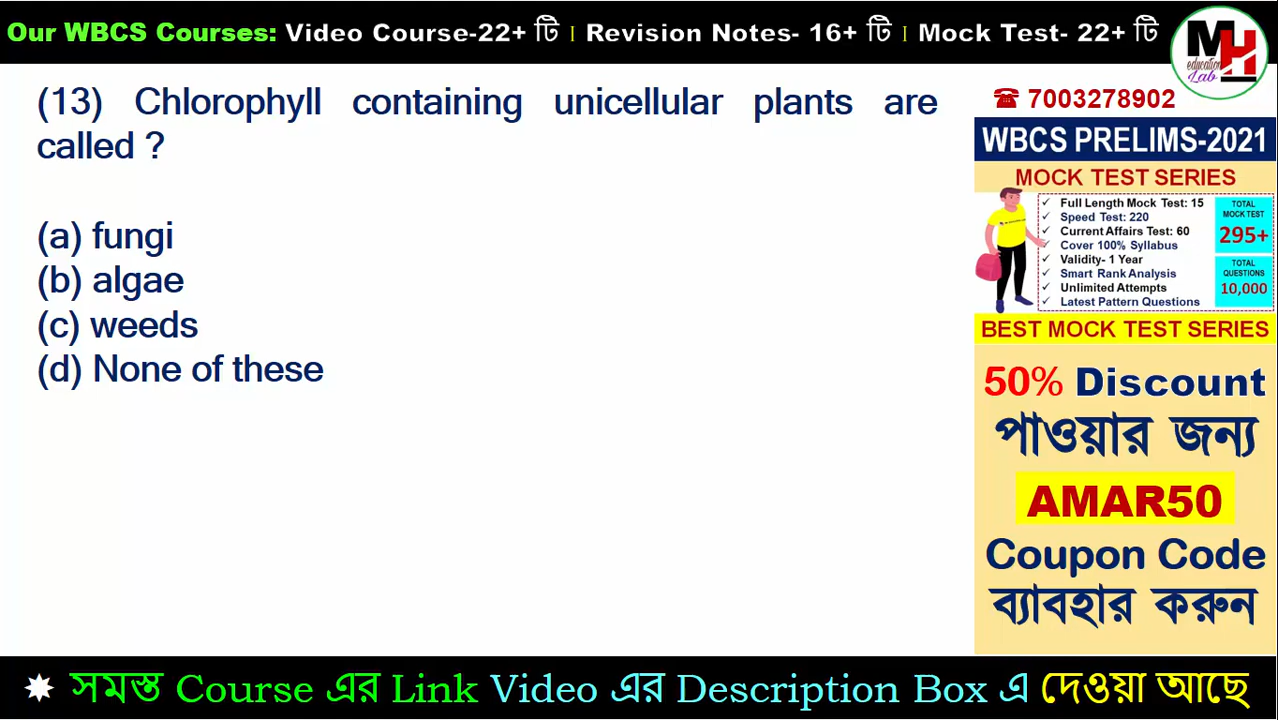 Our WBCS Courses: Video Course-22+ টি । Revision Notes- 16+ টি । Mock Test- 22+ টি
MH
education
Lab
(13) Chlorophyll containing unicellular plants are
called ?
(a) fungi
(b) algae
(c) weeds
(d) None of these
☎ 7003278902
WBCS PRELIMS-2021
MOCK TEST SERIES
✓ Full Length Mock Test: 15
✓ Speed Test: 220
✓ Current Affairs Test: 60
✓ Cover 100% Syllabus
✓ Validity- 1 Year
✓ Smart Rank Analysis
✓ Unlimited Attempts
✓ Latest Pattern Questions
TOTAL
MOCK TEST
295+
TOTAL
QUESTIONS
10,000
BEST MOCK TEST SERIES
50% Discount
পাওয়ার জন্য
AMAR50
Coupon Code
ব্যাবহার করুন
✸ সমস্ত Course এর Link Video এর Description Box এ দেওয়া আছে